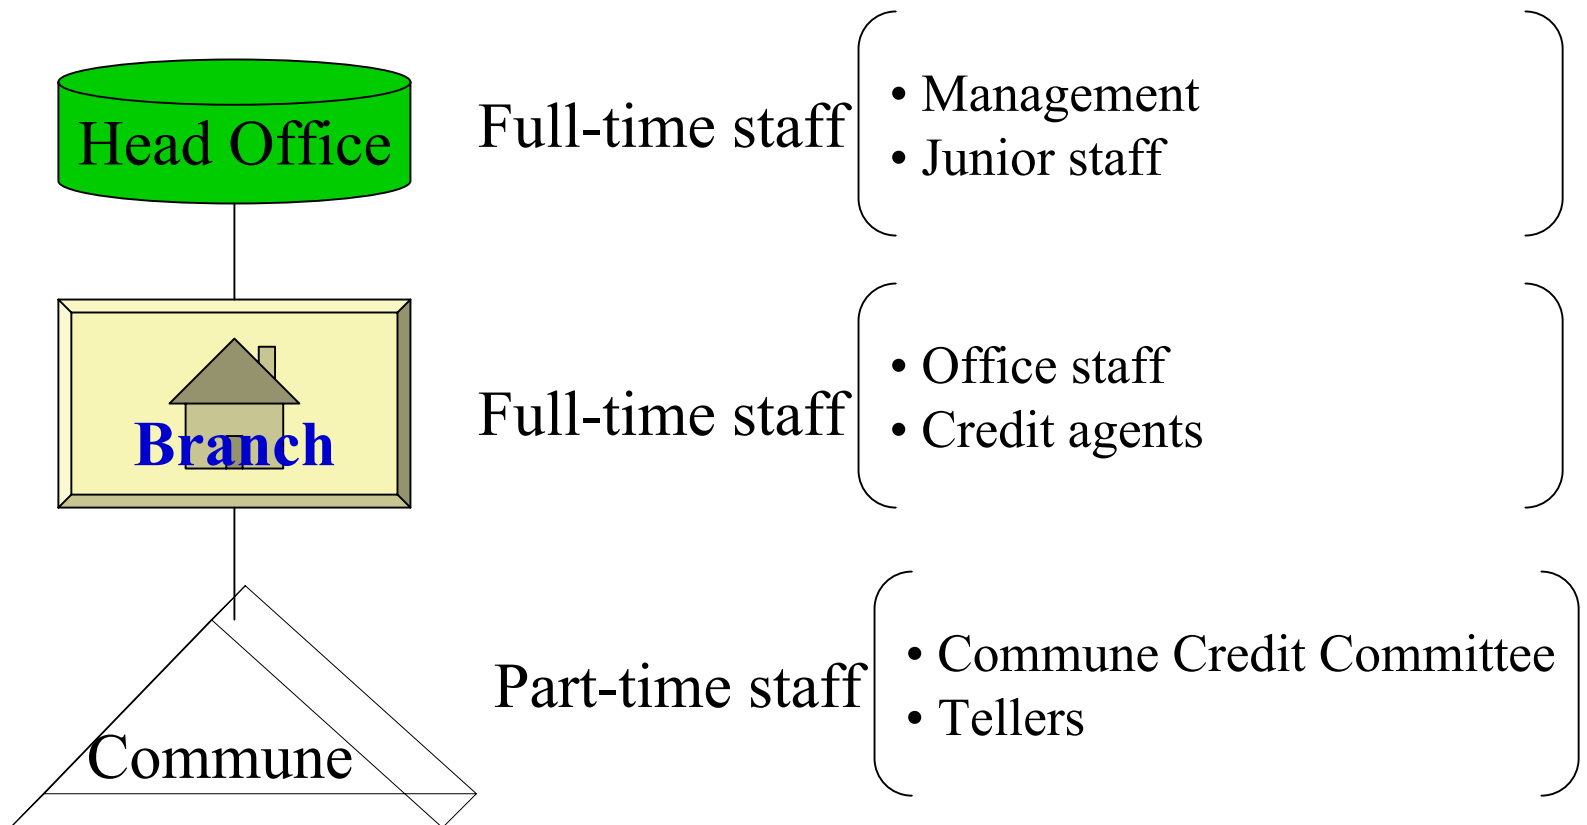 Head Office
Full-time staff
• Management
• Junior staff
Branch
Full-time staff
• Office staff
• Credit agents
Commune
Part-time staff
• Commune Credit Committee
• Tellers